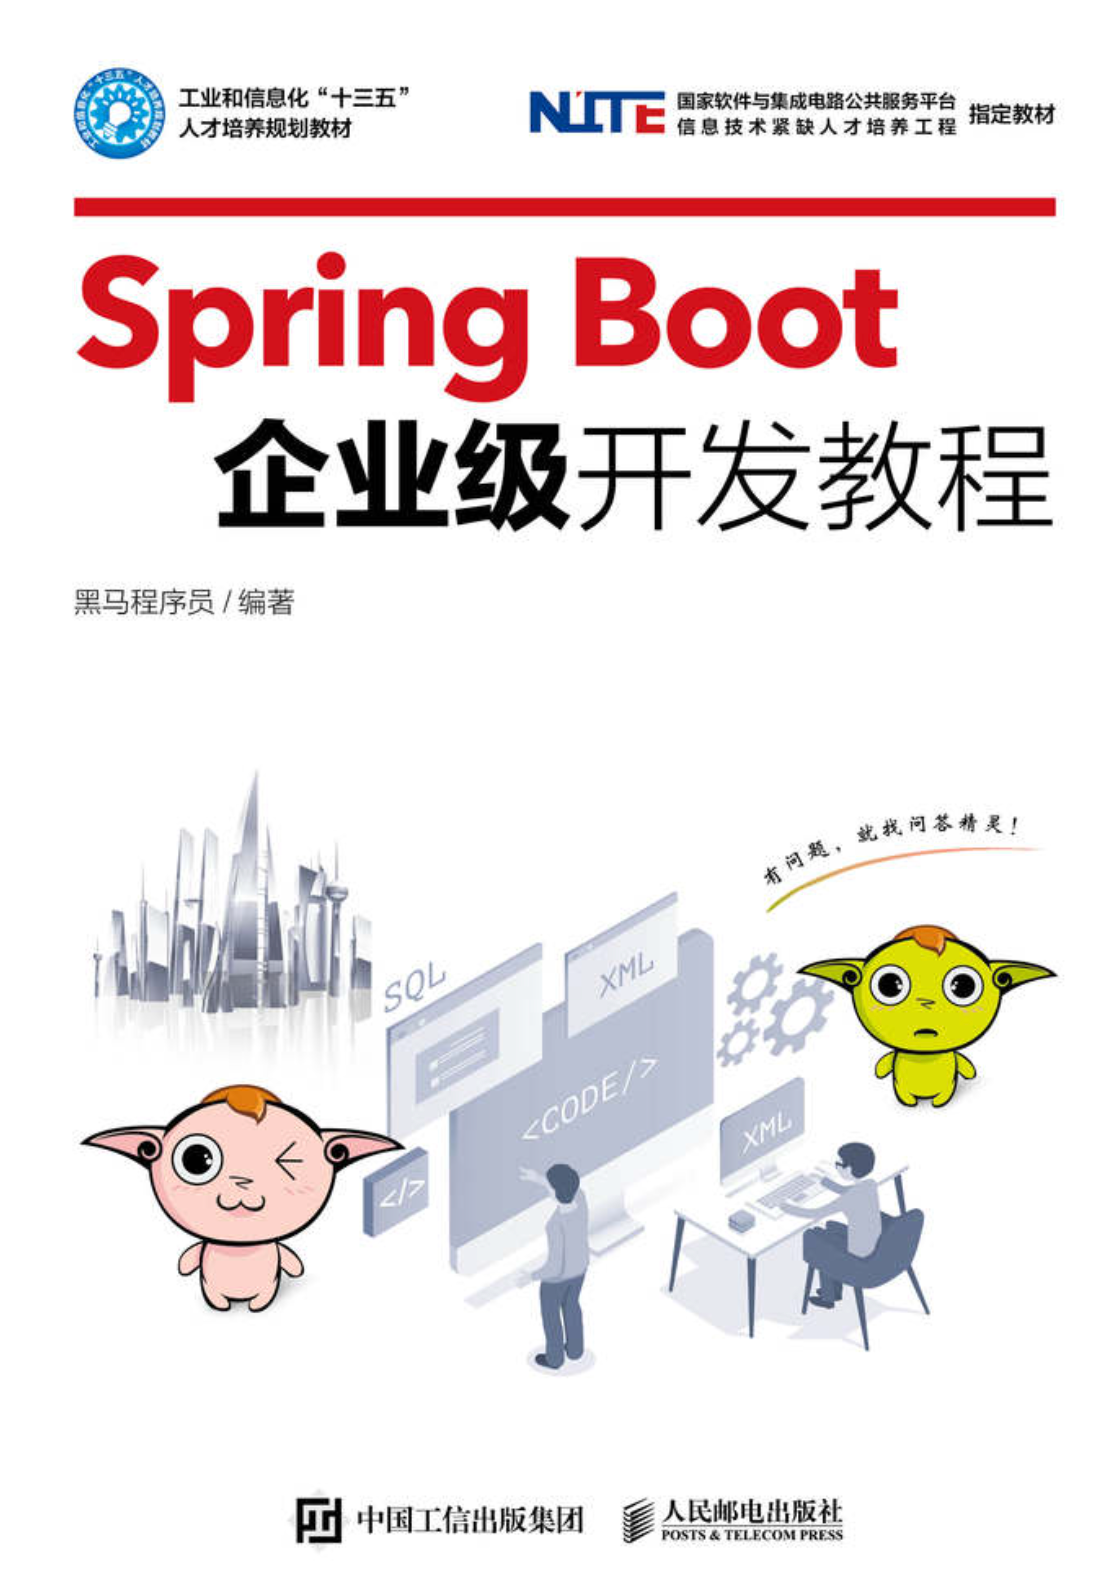 工业和信息化“十三五”
人才培养规划教材
NITE
国家软件与集成电路公共服务平台
信息技术紧缺人才培养工程
指定教材
Spring Boot
企业级开发教程
黑马程序员 / 编著
有问题，就找问答精灵！
SQL
XML
<CODE/>
XML
</>
中国工信出版集团
人民邮电出版社
POSTS & TELECOM PRESS